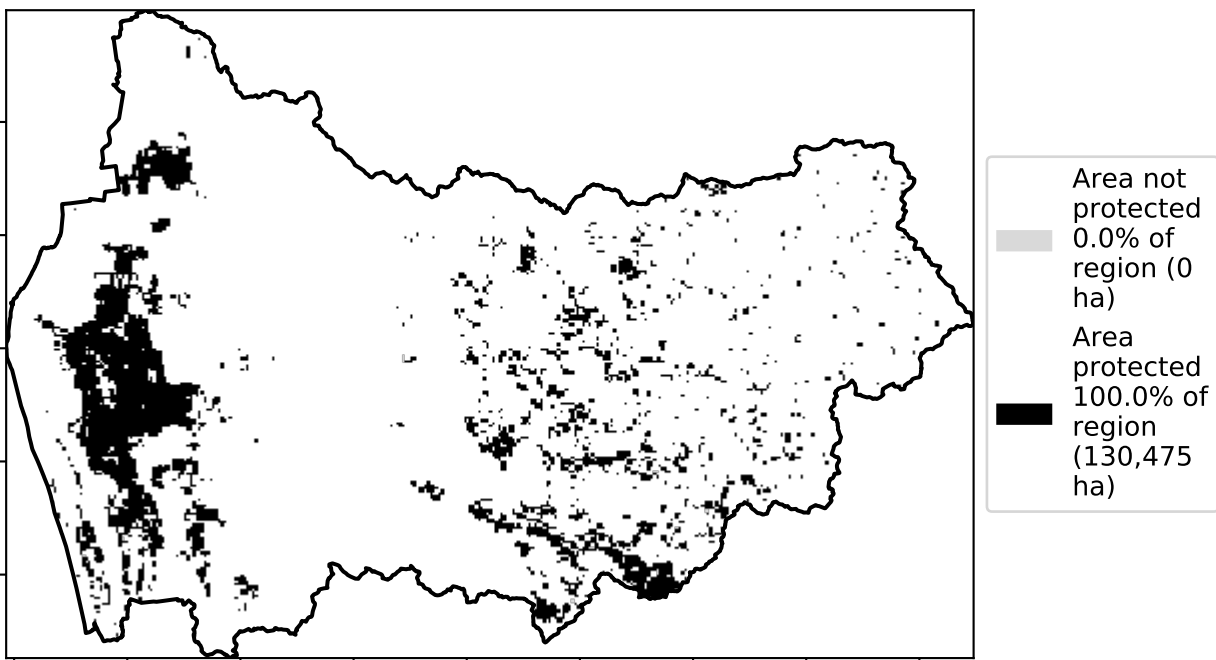 Area not
protected
0.0% of
region (0
ha)
Area
protected
100.0% of
region
(130,475
ha)